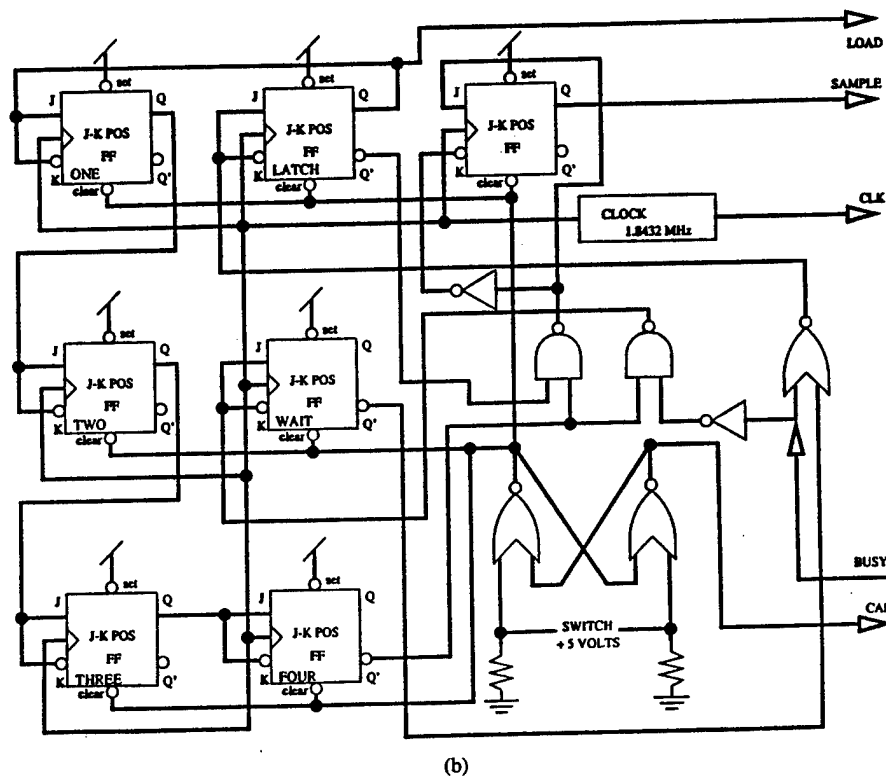 LOAD
set
J
Q
J-K POS
FF
ONE
K
Q'
clear
set
J
Q
J-K POS
FF
LATCH
K
Q'
clear
set
J
Q
J-K POS
FF
K
Q'
clear
SAMPLE
CLOCK
1.8432 MHz
CLK
set
J
Q
J-K POS
FF
TWO
K
Q'
clear
set
J
Q
J-K POS
FF
WAIT
K
Q'
clear
set
J
Q
J-K POS
FF
THREE
K
Q'
clear
set
J
Q
J-K POS
FF
FOUR
K
Q'
clear
SWITCH
+ 5 VOLTS
BUSY
(b)